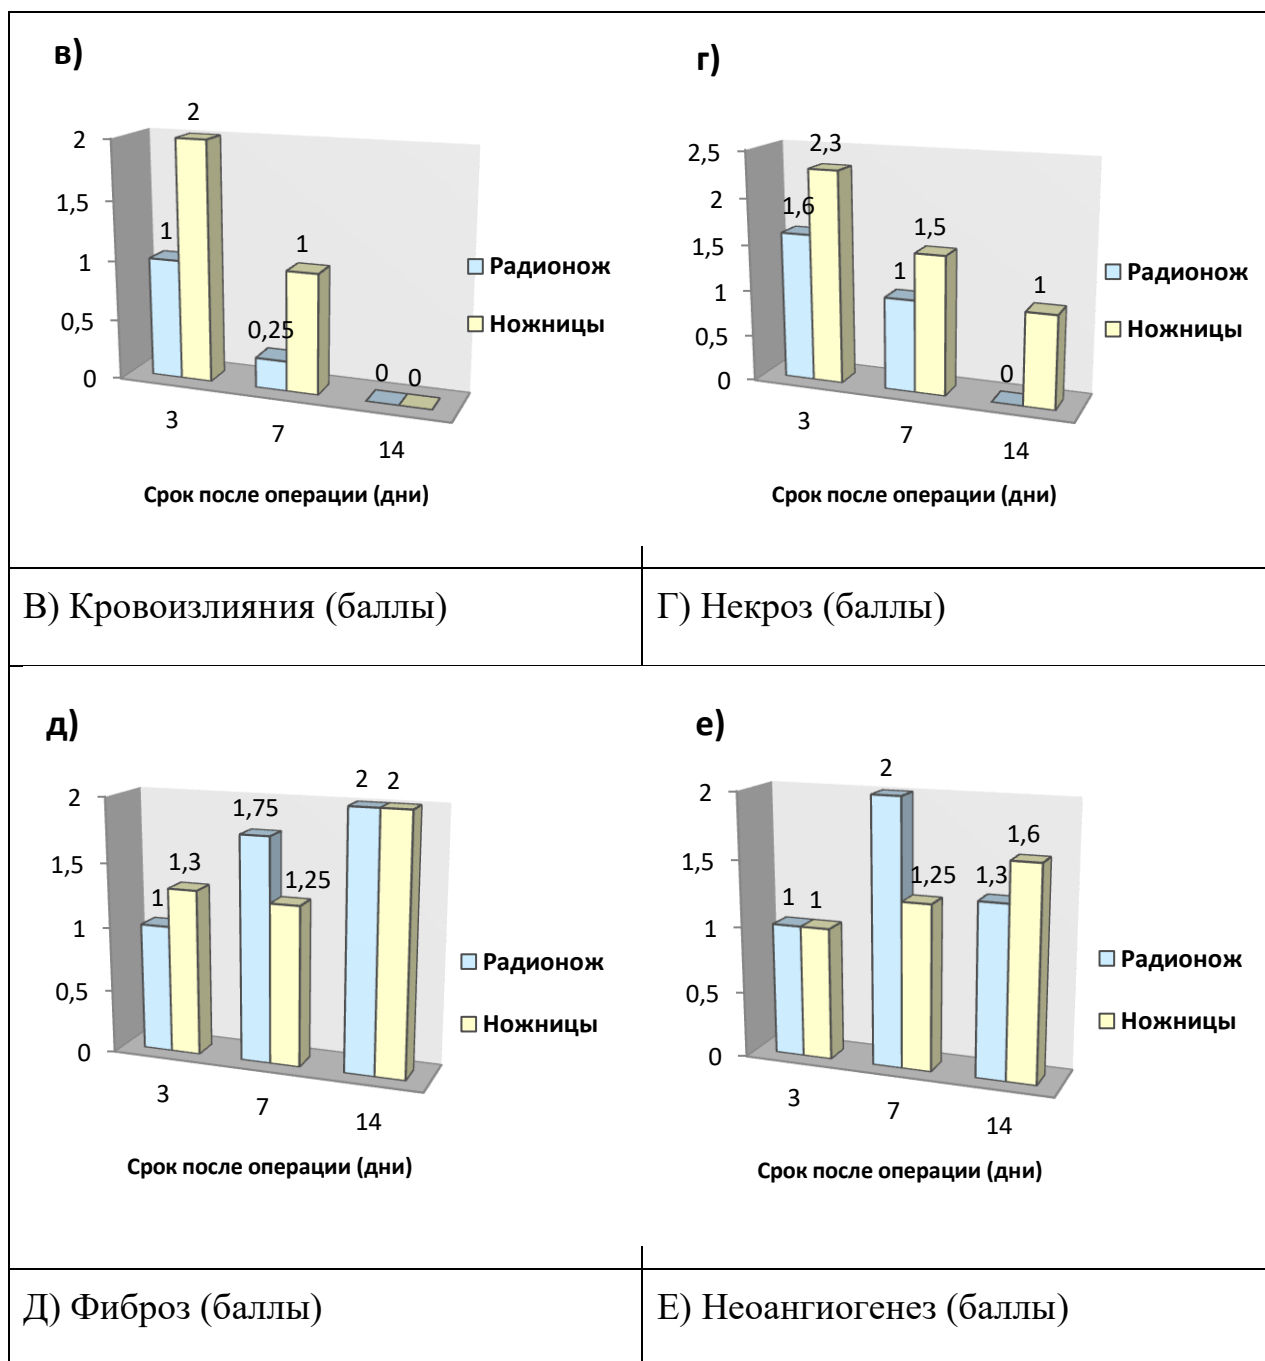 в)
2
2
1,5
1
1
1
0,5
0,25
0
0
0
3
7
14
Радионож
Ножницы
Срок после операции (дни)
г)
2,5
2,3
2
1,6
1,5
1,5
1
1
1
0,5
0
0
3
7
14
Радионож
Ножницы
Срок после операции (дни)
В) Кровоизлияния (баллы)
Г) Некроз (баллы)
д)
2
2
2
1,75
1,5
1,3
1,25
1
1
0,5
0
3
7
14
Радионож
Ножницы
Срок после операции (дни)
е)
2
2
1,6
1,5
1,25
1,3
1
1
1
0,5
0
3
7
14
Радионож
Ножницы
Срок после операции (дни)
Д) Фиброз (баллы)
Е) Неоангиогенез (баллы)